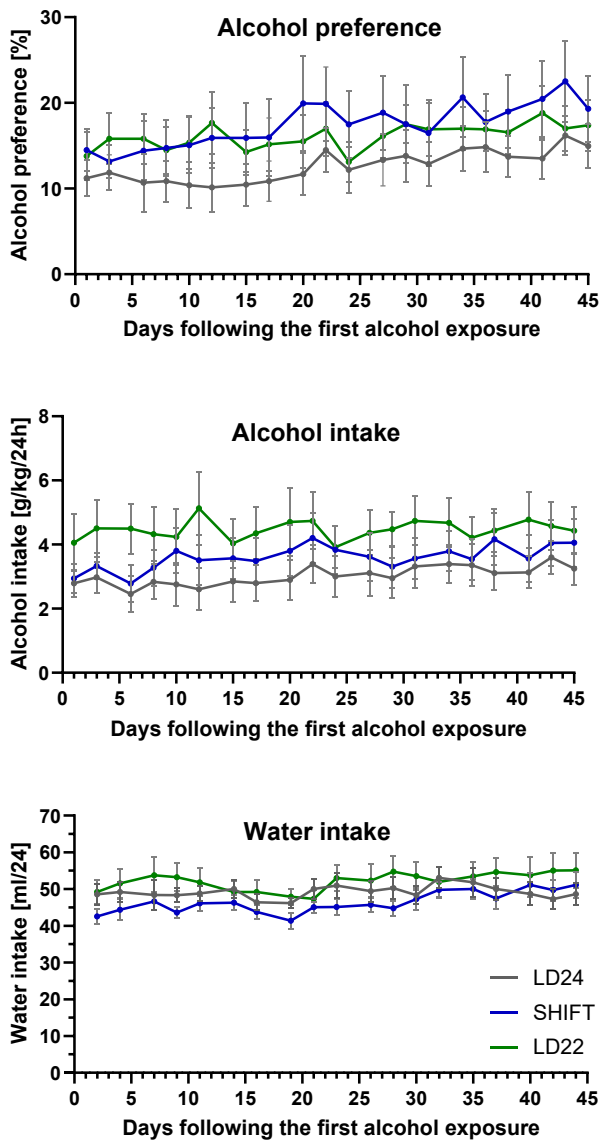 Alcohol preference
Alcohol preference [%]
30
20
10
0
0 5 10 15 20 25 30 35 40 45
Days following the first alcohol exposure
Alcohol intake
Alcohol intake [g/kg/24h]
8
6
4
2
0
0 5 10 15 20 25 30 35 40 45
Days following the first alcohol exposure
Water intake
Water intake [ml/24]
70
60
50
40
30
20
10
0
LD24
SHIFT
LD22
0 5 10 15 20 25 30 35 40 45
Days following the first alcohol exposure